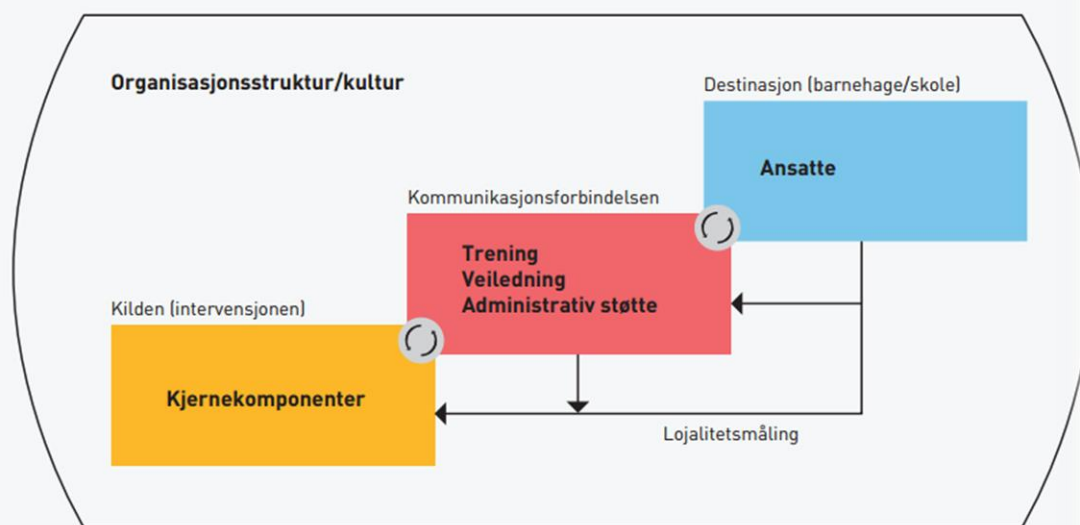 Organisasjonsstruktur/kultur
Destinasjon (barnehage/skole)
Ansatte
Kommunikasjonsforbindelsen
Trening
Veiledning
Administrativ støtte
Kilden (intervensjonen)
Kjernekomponenter
Lojalitetsmåling